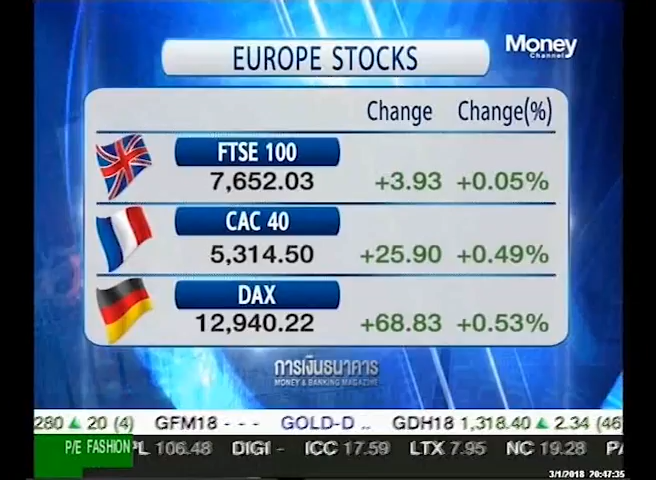 EUROPE STOCKS
Money
Channel
Change Change(%)
FTSE 100
7,652.03 +3.93 +0.05%
CAC 40
5,314.50 +25.90 +0.49%
DAX
12,940.22 +68.83 +0.53%
การเงินธนาคาร
MONEY & BANKING MAGAZINE
280 ▲ 20 (4) GFM18 - - - GOLD-D .. GDH18 1,318.40 ▲ 2.34 (46
P/E FASHION PL 106.48 DIGI - ICC 17.59 LTX 7.95 NC 19.28 PA
3/1/2018 20:47:35